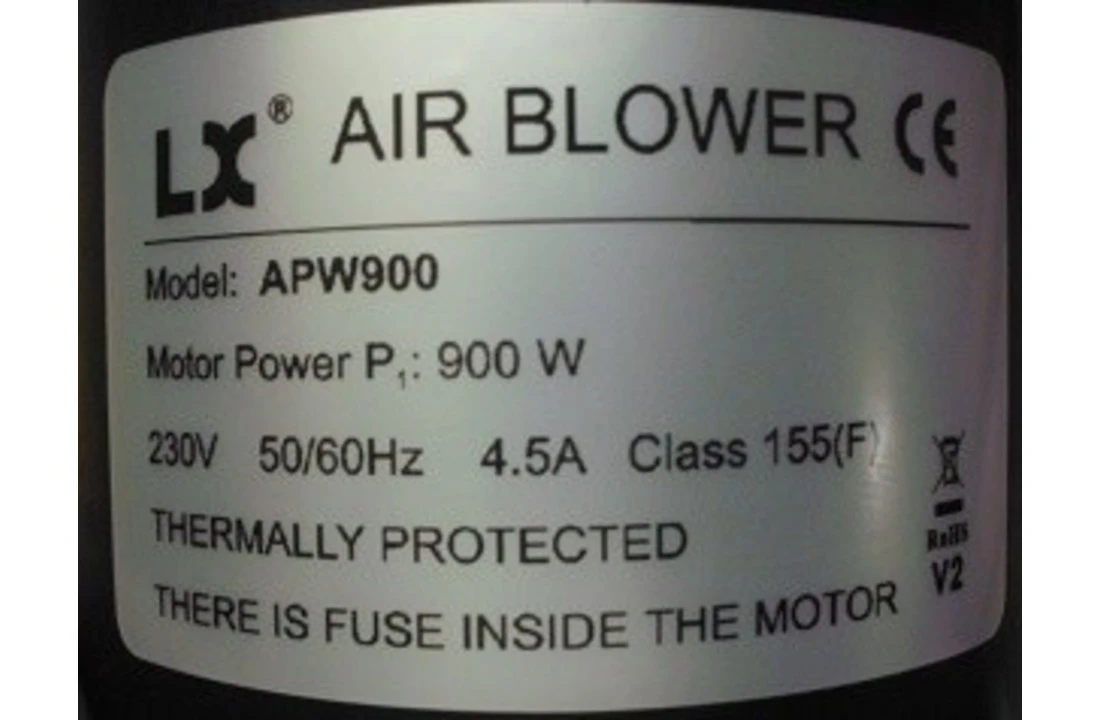 LX® AIR BLOWER CE
Model: APW900
Motor Power P₁: 900 W
230V 50/60Hz 4.5A Class 155(F)
THERMALLY PROTECTED
RoHS
V2
THERE IS FUSE INSIDE THE MOTOR